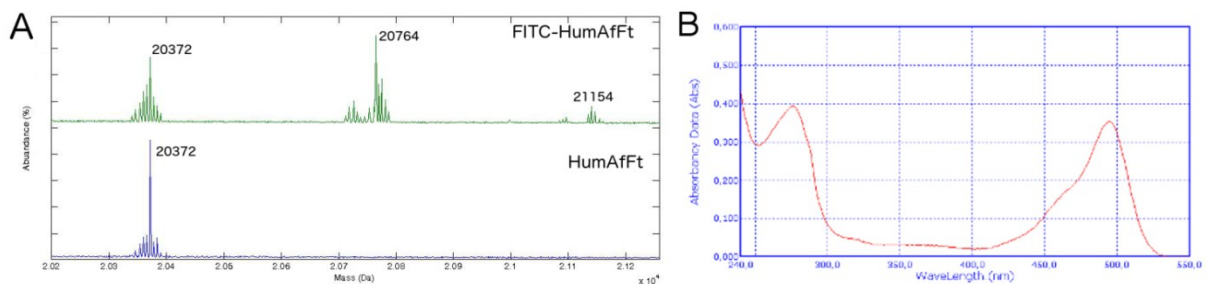 A
20372
20764
FITC-HumAfFt
21154
20372
HumAfFt
Abuandance (%)
2.02 2.03 2.04 2.05 2.06 2.07 2.08 2.09 2.1 2.11 2.12
Mass (Da)
x 10⁴
B
0,600
0,500
0,400
0,300
0,200
0,100
0,000
Absorbancy Data (Abs)
240,0 300,0 350,0 400,0 450,0 500,0 550,0
WaveLength (nm)